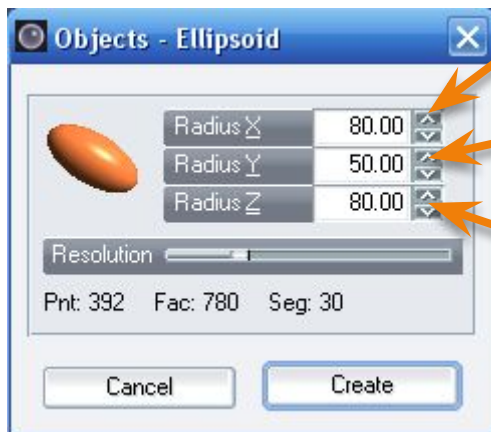 Objects - Ellipsoid
Radius X 80.00
Radius Y 50.00
Radius Z 80.00
Resolution
Pnt: 392 Fac: 780 Seg: 30
Cancel Create